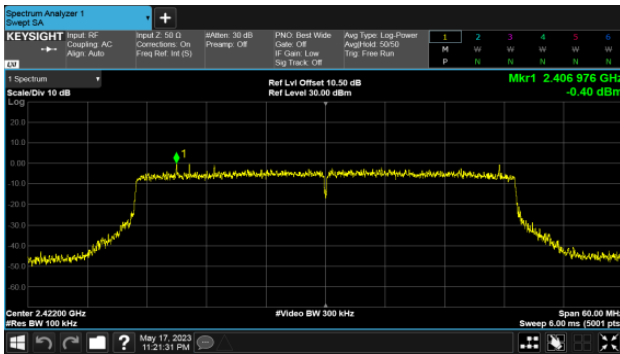 Spectrum Analyzer 1
Swept SA
+
KEYSIGHT Input: RF
Coupling: AC
Align: Auto
Input Z: 50 Ω
Corrections: On
Freq Ref: Int (S)
#Atten: 30 dB
Preamp: Off
PNO: Best Wide
Gate: Off
IF Gain: Low
Sig Track: Off
Avg Type: Log-Power
Avg|Hold: 50/50
Trig: Free Run
1 2 3 4 5 6
M W W W W W
P N N N N N
LXI
1 Spectrum
Scale/Div 10 dB
Log
Ref Lvl Offset 10.50 dB
Ref Level 30.00 dBm
Mkr1 2.406 976 GHz
-0.40 dBm
1
20.0
10.0
0.00
-10.0
-20.0
-30.0
-40.0
-50.0
-60.0
Center 2.42200 GHz
#Res BW 100 kHz
#Video BW 300 kHz
Span 60.00 MHz
Sweep 6.00 ms (5001 pts
?
May 17, 2023
11:21:31 PM